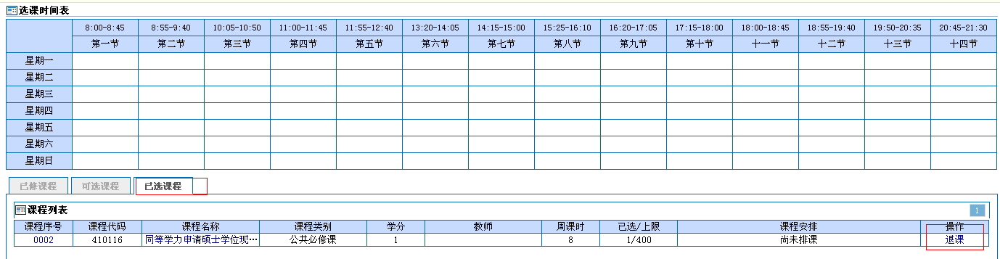 选课时间表
8:00-8:45 8:55-9:40 10:05-10:50 11:00-11:45 11:55-12:40 13:20-14:05 14:15-15:00 15:25-16:10 16:20-17:05 17:15-18:00 18:00-18:45 18:55-19:40 19:50-20:35 20:45-21:30
第一节 第二节 第三节 第四节 第五节 第六节 第七节 第八节 第九节 第十节 十一节 十二节 十三节 十四节
星期一
星期二
星期三
星期四
星期五
星期六
星期日
已修课程 可选课程 已选课程
课程列表 1
课程序号 课程代码 课程名称 课程类别 学分 教师 周课时 已选/上限 课程安排 操作
0002 410116 同等学力申请硕士学位现… 公共必修课 1 8 1/400 尚未排课 退课